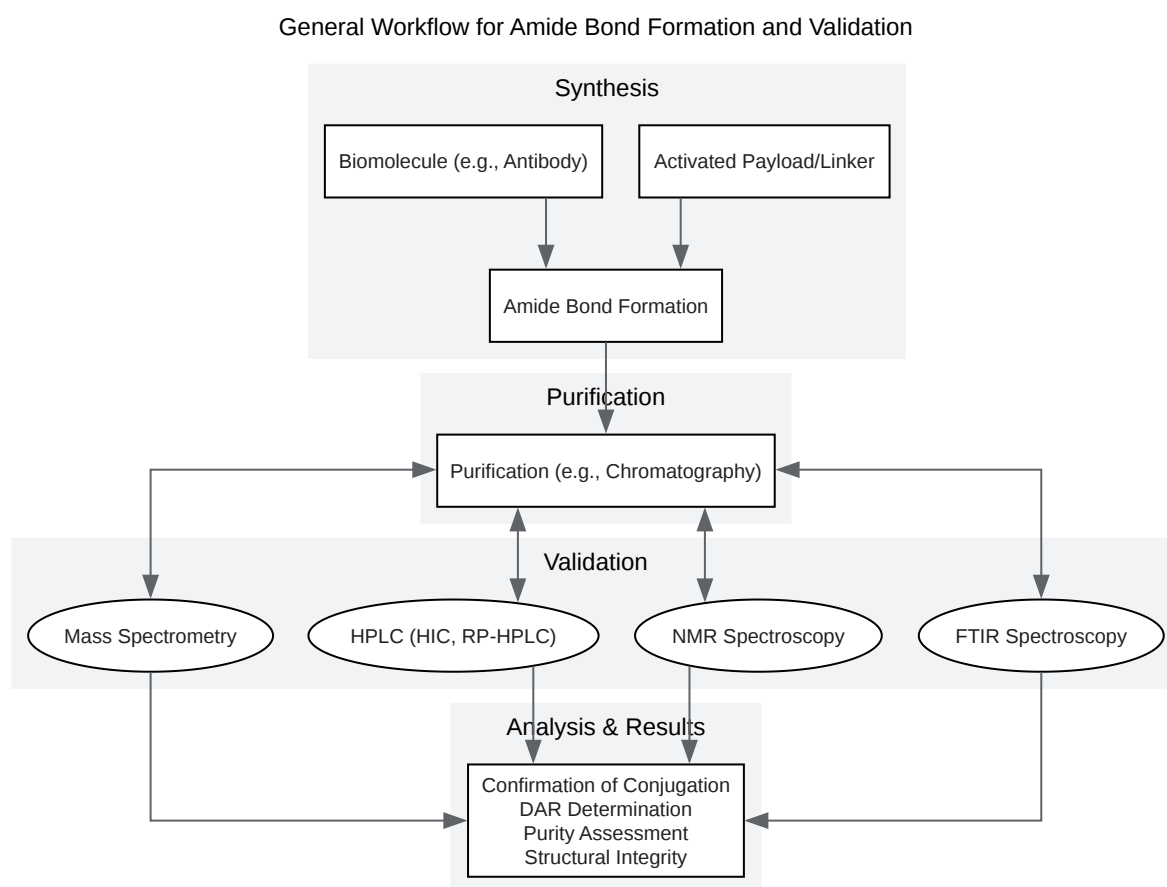 General Workflow for Amide Bond Formation and Validation
Synthesis
Biomolecule (e.g., Antibody)
Activated Payload/Linker
Amide Bond Formation
Purification
Purification (e.g., Chromatography)
Validation
Mass Spectrometry
HPLC (HIC, RP-HPLC)
NMR Spectroscopy
FTIR Spectroscopy
Analysis & Results
Confirmation of Conjugation
DAR Determination
Purity Assessment
Structural Integrity